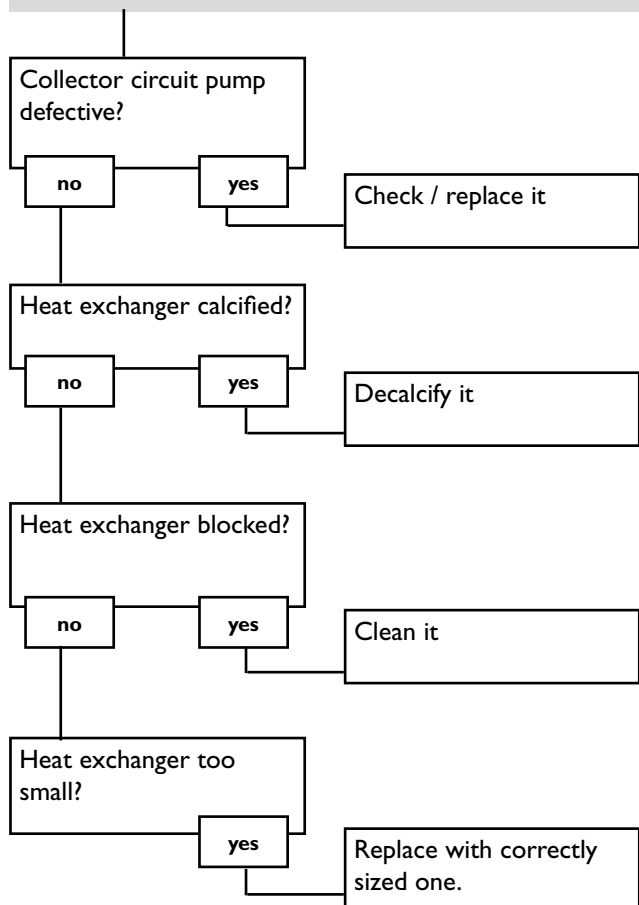 Collector circuit pump
defective?
no
yes
Check / replace it
Heat exchanger calcified?
no
yes
Decalcify it
Heat exchanger blocked?
no
yes
Clean it
Heat exchanger too
small?
yes
Replace with correctly
sized one.